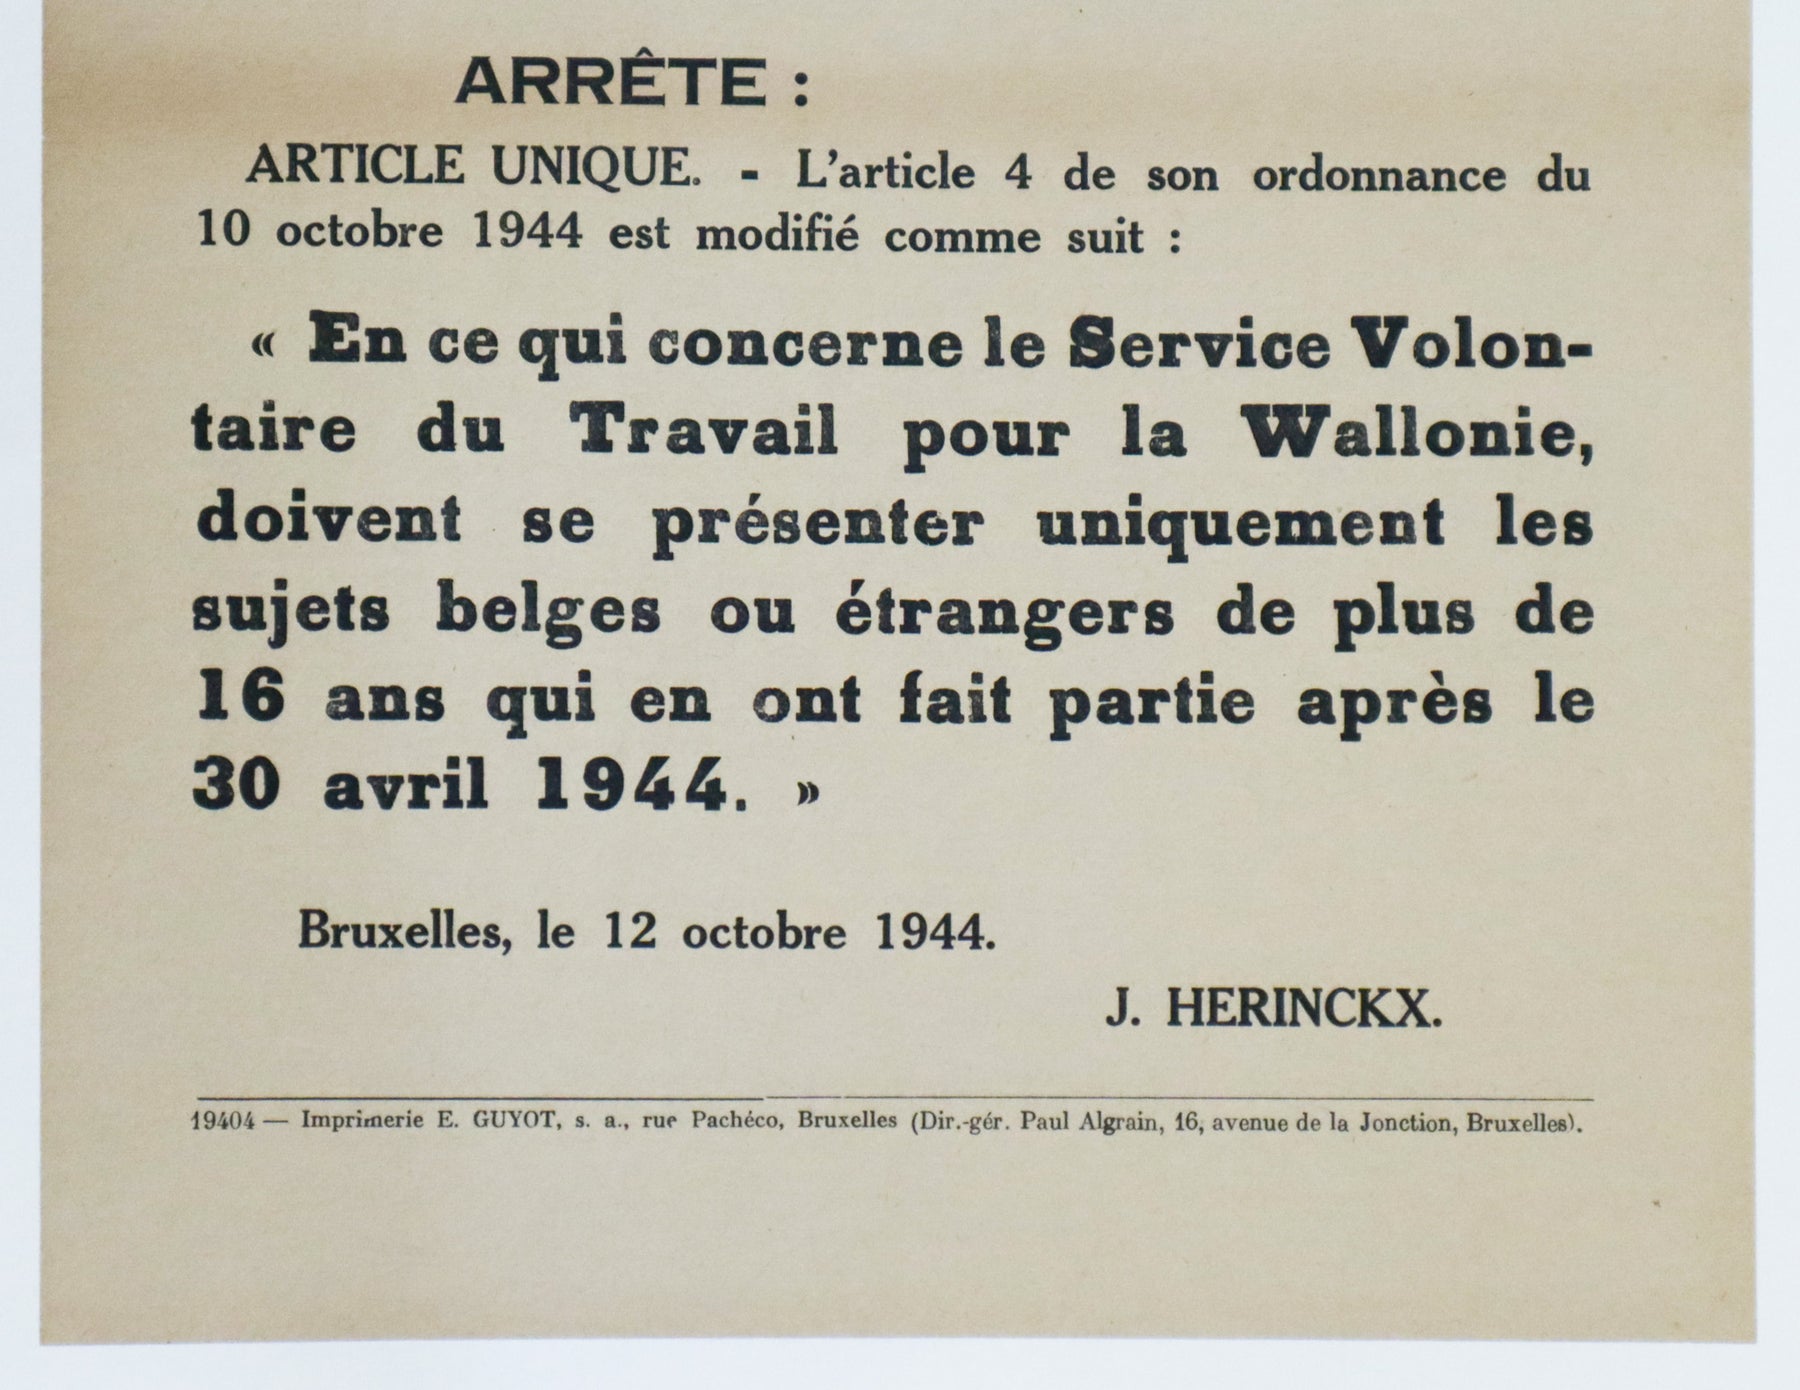 ARRÊTE :
ARTICLE UNIQUE. - L'article 4 de son ordonnance du
10 octobre 1944 est modifié comme suit :
« En ce qui concerne le Service Volon-
taire du Travail pour la Wallonie,
doivent se présenter uniquement les
sujets belges ou étrangers de plus de
16 ans qui en ont fait partie après le
30 avril 1944. »
Bruxelles, le 12 octobre 1944.
J. HERINCKX.
19404 — Imprimerie E. GUYOT, s. a., rue Pachéco, Bruxelles (Dir.-gér. Paul Algrain, 16, avenue de la Jonction, Bruxelles).